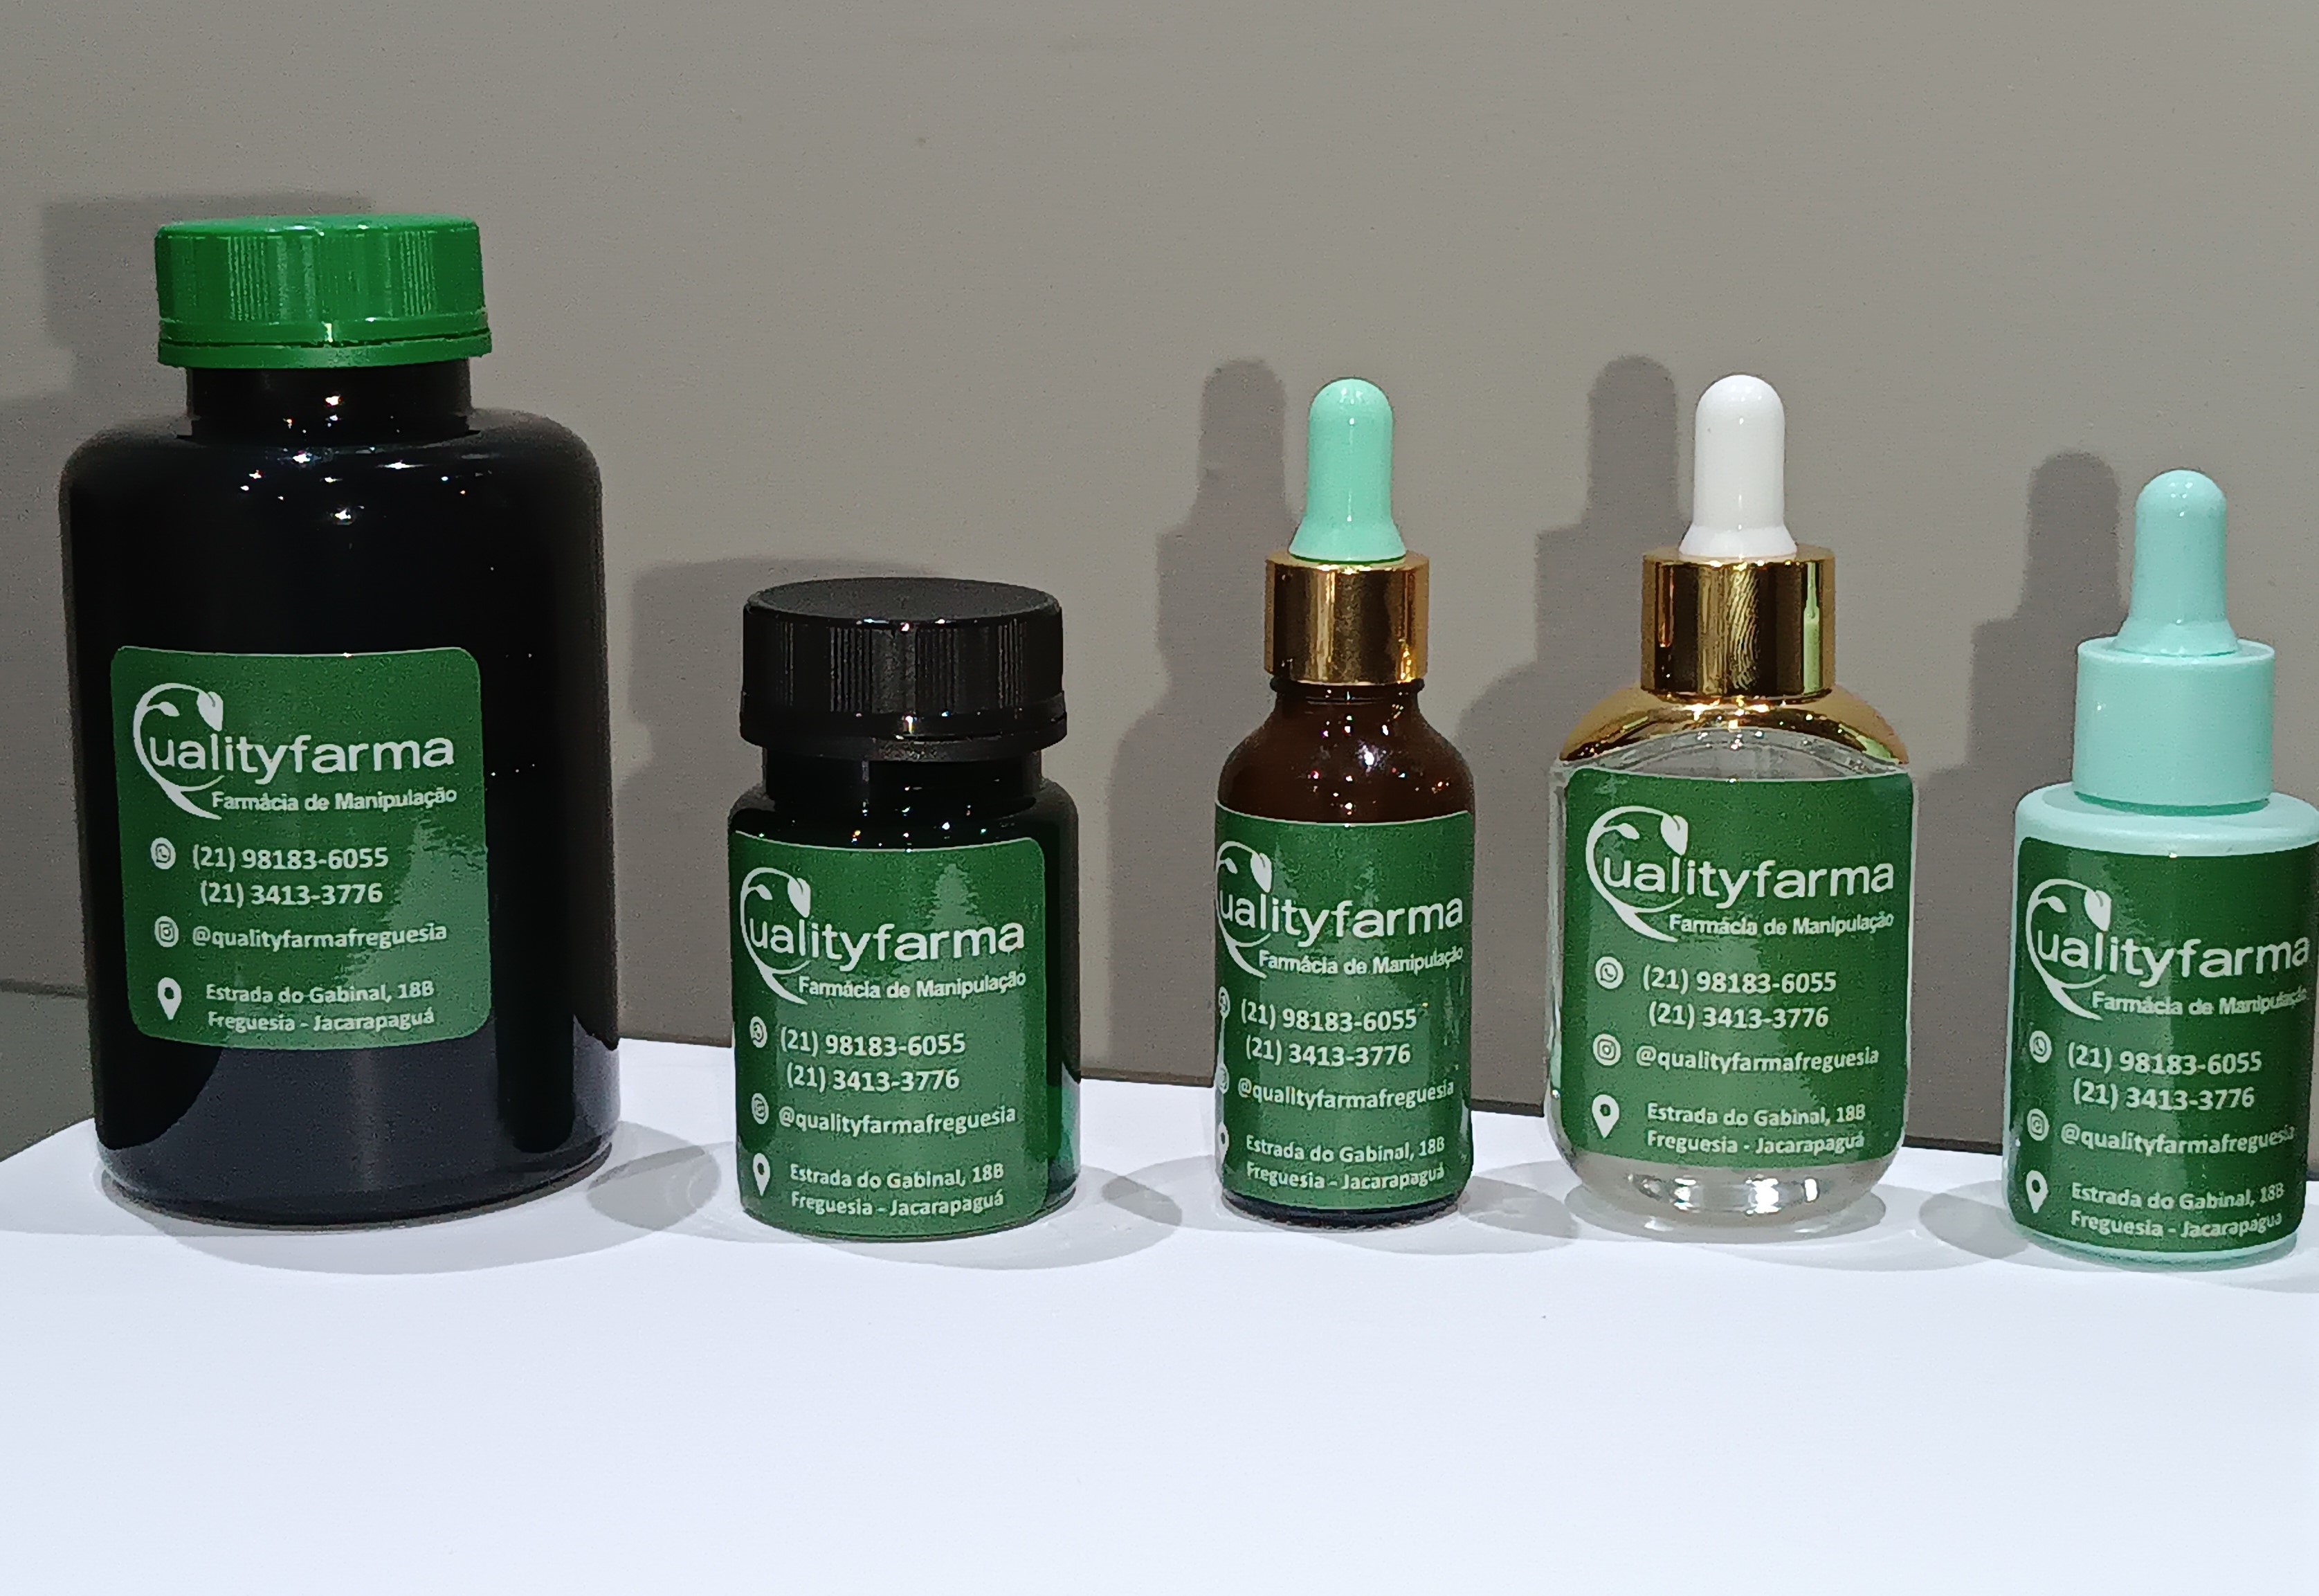 Qualityfarma
Farmácia de Manipulação
(21) 98183-6055
(21) 3413-3776
@qualityfarmafreguesia
Estrada do Gabinal, 18B
Freguesia - Jacarapaguá
Qualityfarma
Farmácia de Manipulação
(21) 98183-6055
(21) 3413-3776
@qualityfarmafreguesia
Estrada do Gabinal, 18B
Freguesia - Jacarapaguá
Qualityfarma
Farmácia de Manipulação
(21) 98183-6055
(21) 3413-3776
@qualityfarmafreguesia
Estrada do Gabinal, 18B
Freguesia - Jacarapaguá
Qualityfarma
Farmácia de Manipulação
(21) 98183-6055
(21) 3413-3776
@qualityfarmafreguesia
Estrada do Gabinal, 18B
Freguesia - Jacarapaguá
Qualityfarma
Farmácia de Manipulação
(21) 98183-6055
(21) 3413-3776
@qualityfarmafreguesia
Estrada do Gabinal, 18B
Freguesia - Jacarapaguá